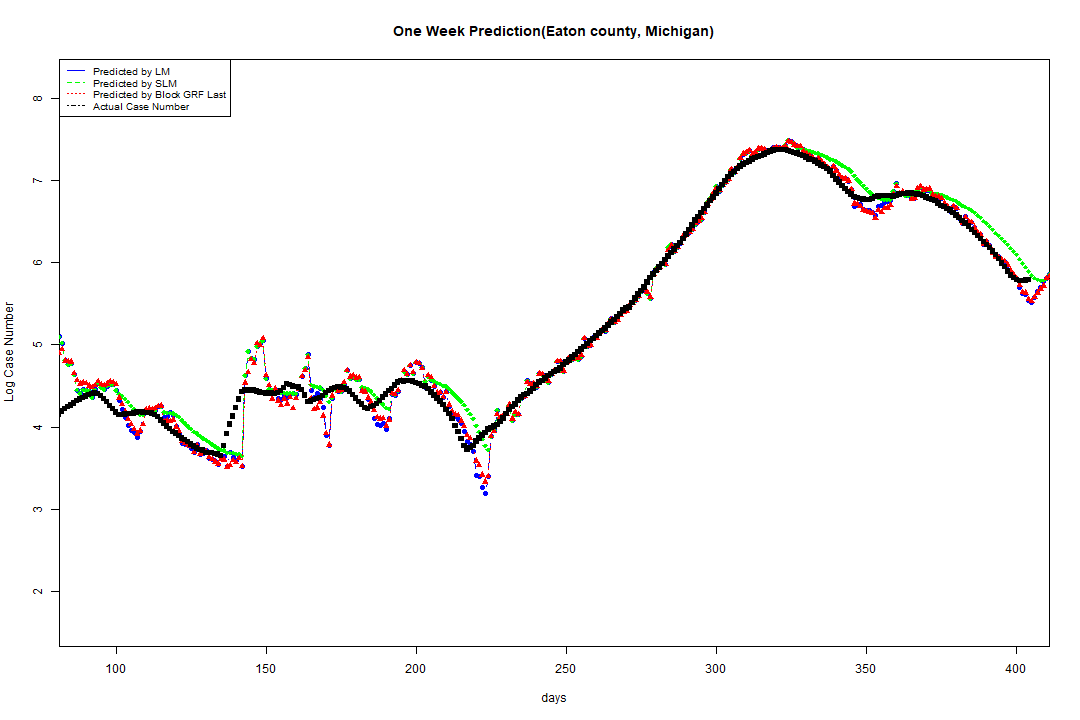 One Week Prediction(Eaton county, Michigan)
Predicted by LM
Predicted by SLM
Predicted by Block GRF Last
Actual Case Number
8
7
6
5
4
3
2
Log Case Number
100 150 200 250 300 350 400
days